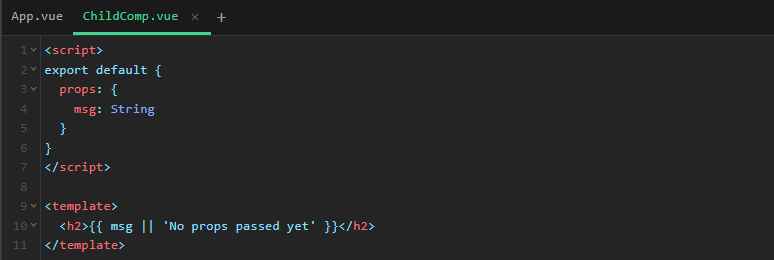 App.vue ChildComp.vue × +
1 <script>
2 export default {
3   props: {
4     msg: String
5   }
6 }
7 </script>
8
9 <template>
10   <h2>{{ msg || 'No props passed yet' }}</h2>
11 </template>